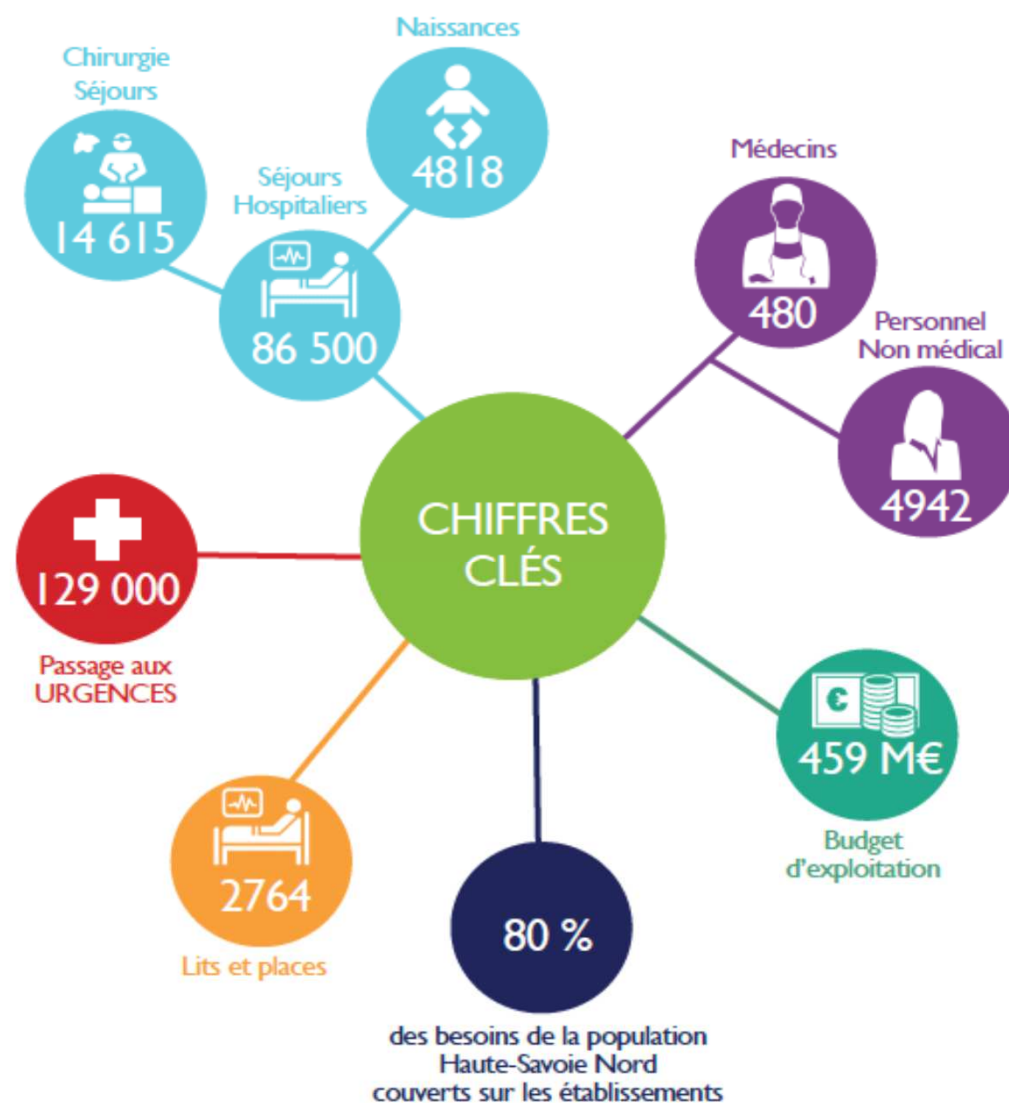 Naissances
4818
Chirurgie
Séjours
14 615
Séjours
Hospitaliers
86 500
Médecins
480
Personnel
Non médical
4942
CHIFFRES
CLÉS
129 000
Passage aux
URGENCES
€
459 M€
Budget
d'exploitation
2764
Lits et places
80 %
des besoins de la population
Haute-Savoie Nord
couverts sur les établissements